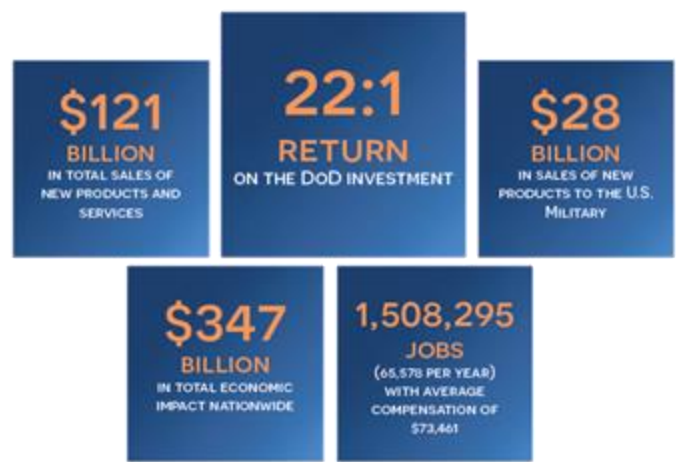 $121
BILLION
IN TOTAL SALES OF
NEW PRODUCTS AND
SERVICES
22:1
RETURN
ON THE DOD INVESTMENT
$28
BILLION
IN SALES OF NEW
PRODUCTS TO THE U.S.
MILITARY
$347
BILLION
IN TOTAL ECONOMIC
IMPACT NATIONWIDE
1,508,295
JOBS
(65,578 PER YEAR)
WITH AVERAGE
COMPENSATION OF
$73,461